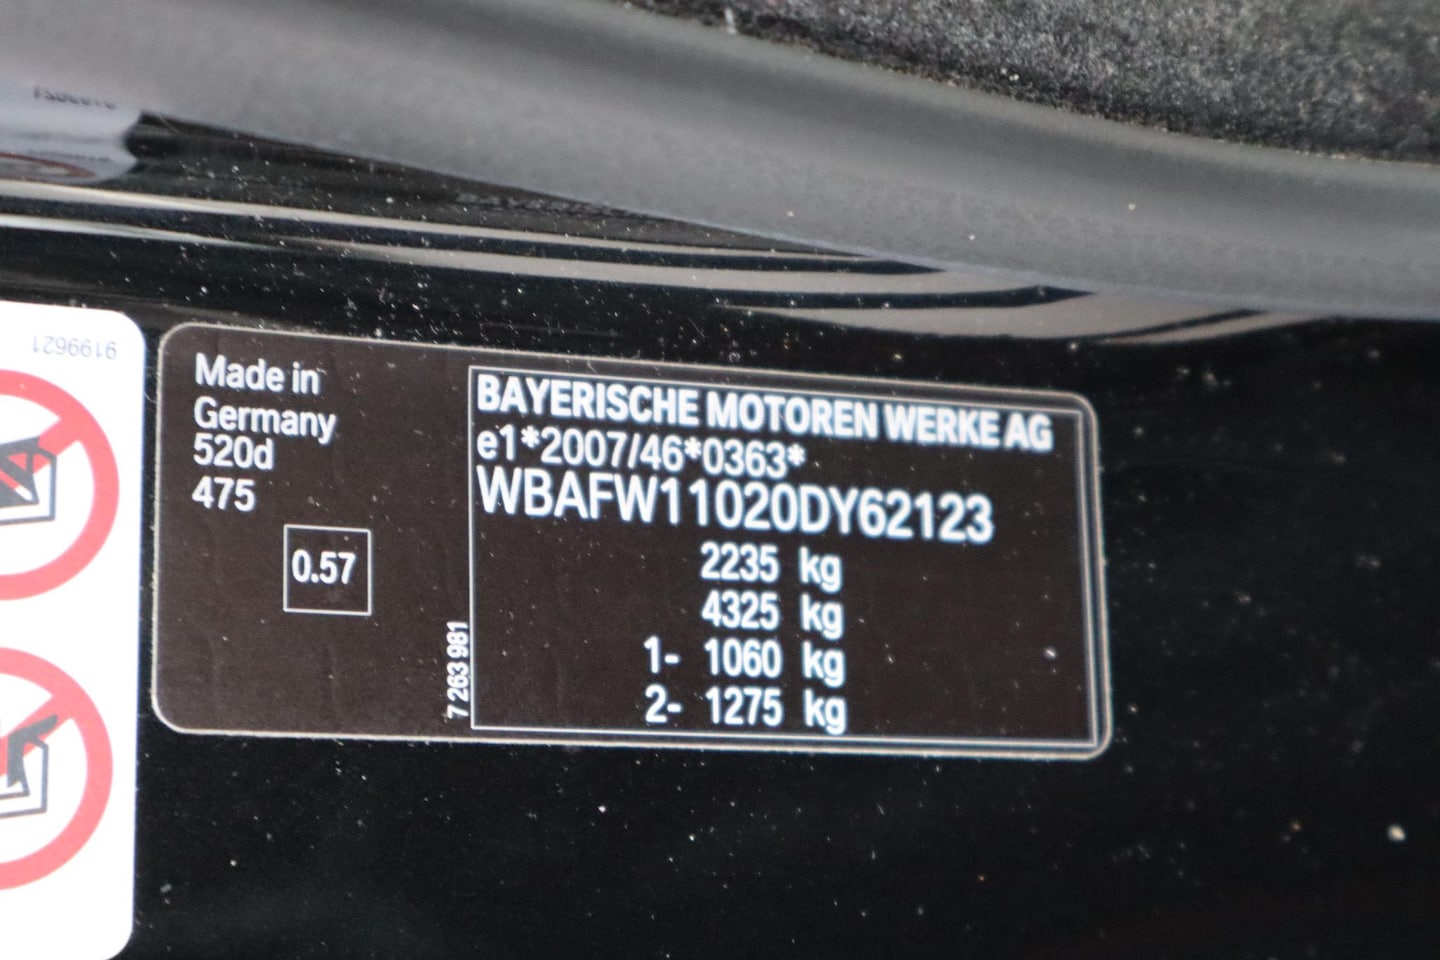 9199621
Made in
Germany
520d
475
0.57
7 263 981
BAYERISCHE MOTOREN WERKE AG
e1*2007/46*0363*
WBAFW11020DY62123
2235 kg
4325 kg
1- 1060 kg
2- 1275 kg